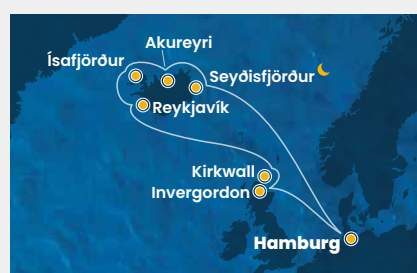 Akureyri
Ísafjörður
Seyðisfjörður
Reykjavík
Kirkwall
Invergordon
Hamburg